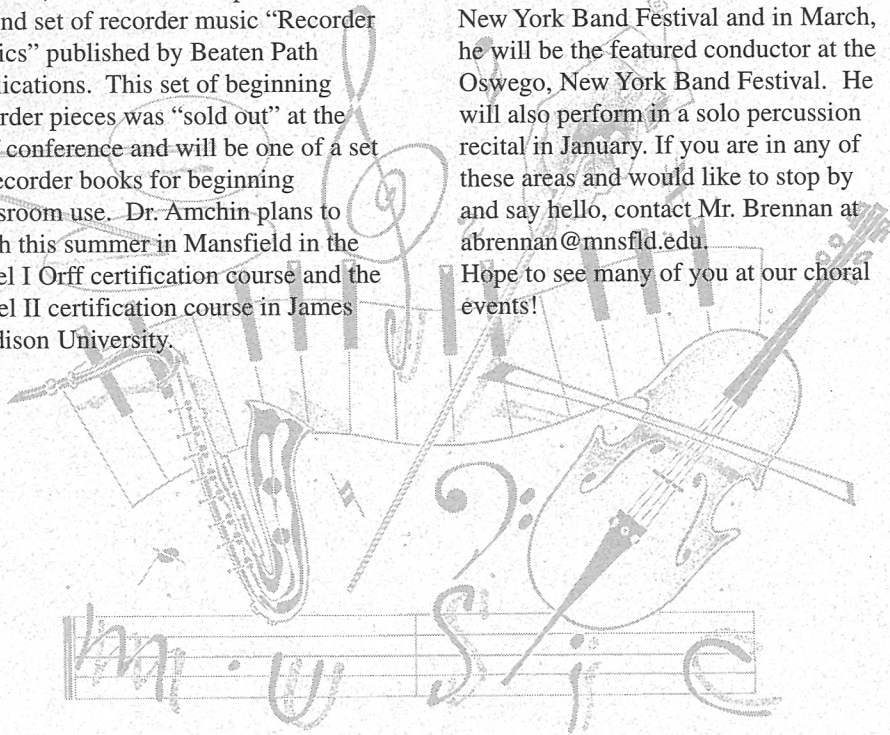 nd set of recorder music “Recorder
ics” published by Beaten Path
lications. This set of beginning
rder pieces was “sold out” at the
conference and will be one of a set
ecorder books for beginning
sroom use. Dr. Amchin plans to
h this summer in Mansfield in the
el I Orff certification course and the
el II certification course in James
dison University.
New York Band Festival and in March,
he will be the featured conductor at the
Oswego, New York Band Festival. He
will also perform in a solo percussion
recital in January. If you are in any of
these areas and would like to stop by
and say hello, contact Mr. Brennan at
abrennan@mnsfld.edu.
Hope to see many of you at our choral
events!
music